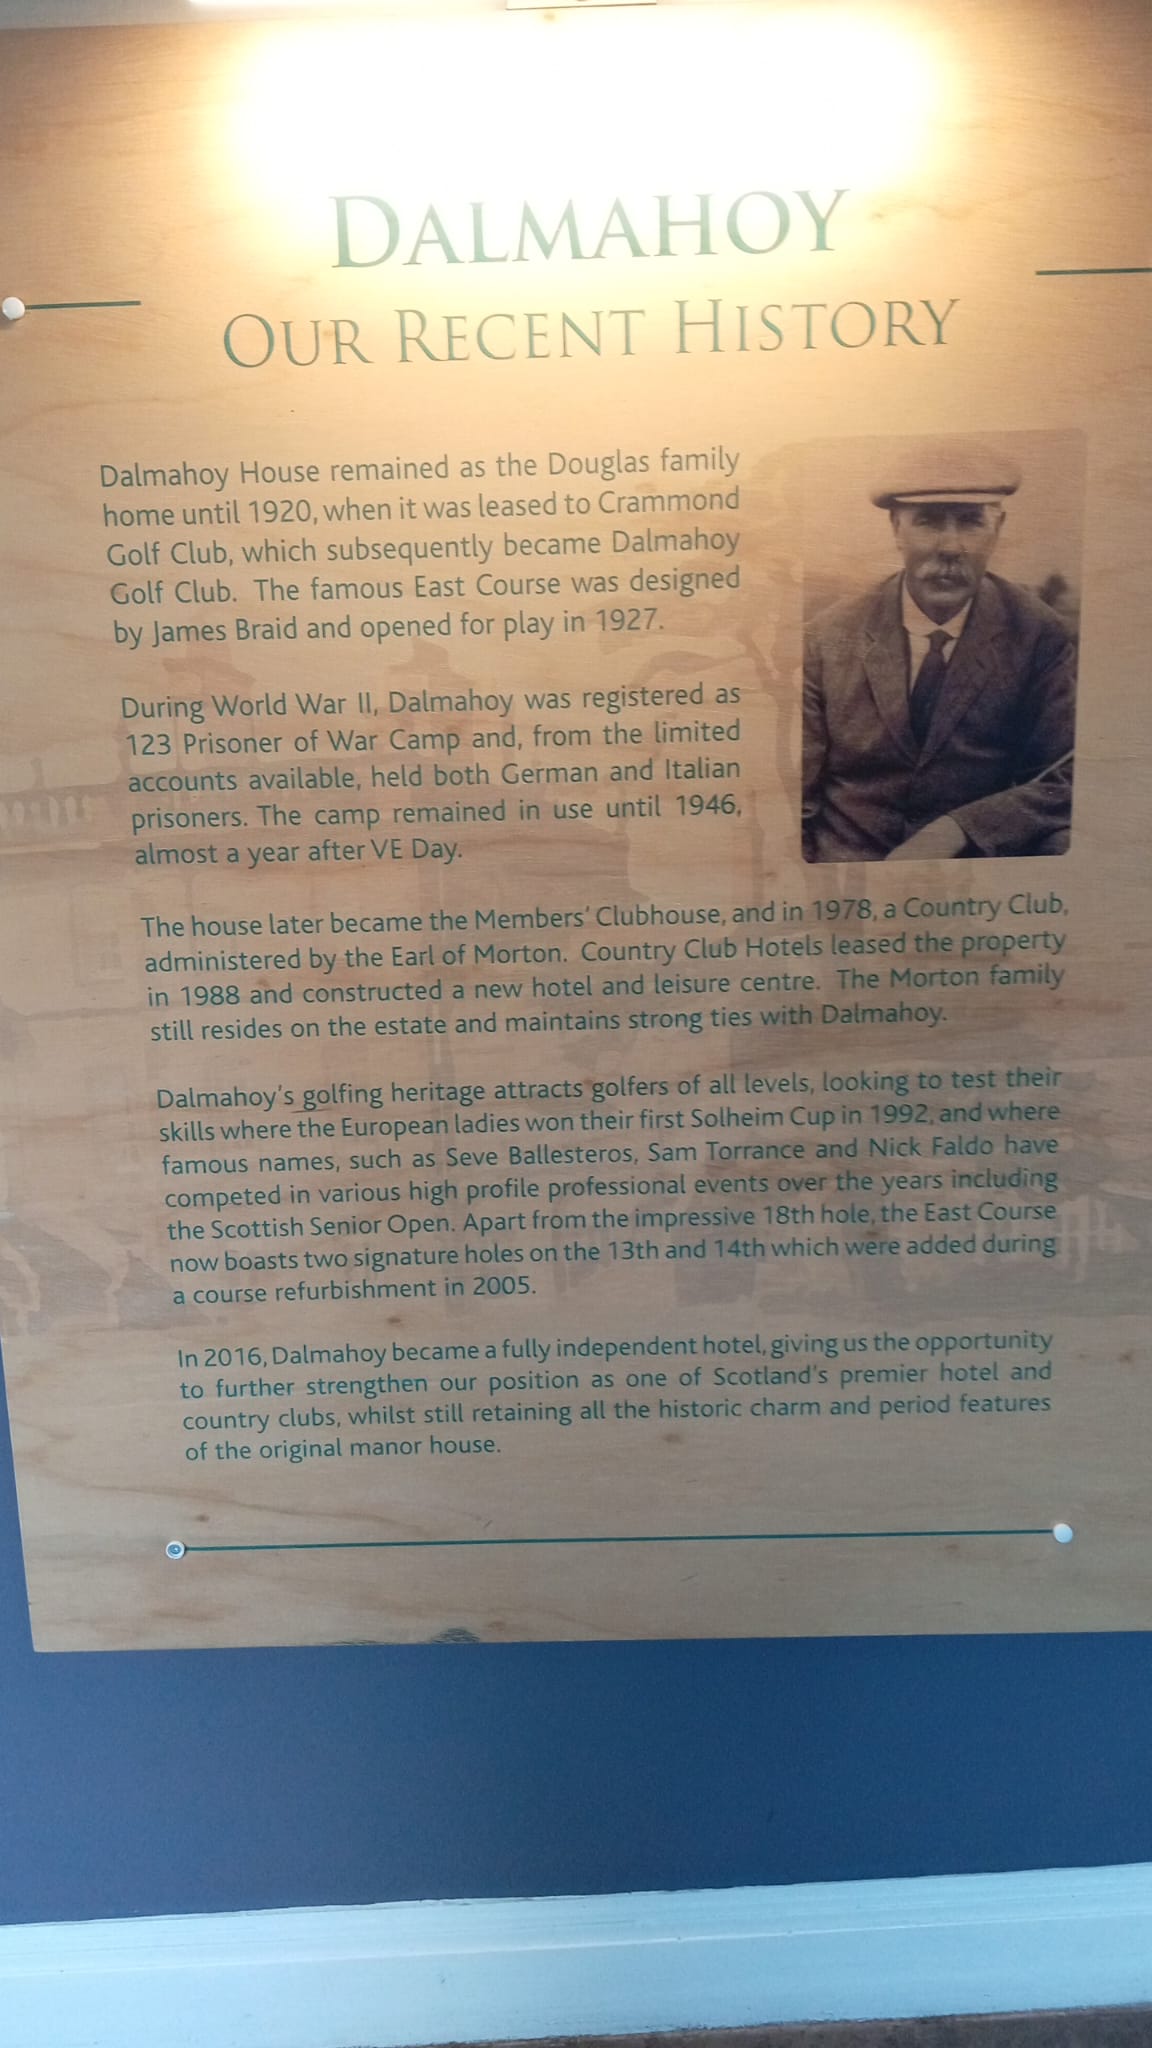 DALMAHOY
OUR RECENT HISTORY
Dalmahoy House remained as the Douglas family
home until 1920, when it was leased to Crammond
Golf Club, which subsequently became Dalmahoy
Golf Club. The famous East Course was designed
by James Braid and opened for play in 1927.
During World War II, Dalmahoy was registered as
123 Prisoner of War Camp and, from the limited
accounts available, held both German and Italian
prisoners. The camp remained in use until 1946,
almost a year after VE Day.
The house later became the Members' Clubhouse, and in 1978, a Country Club,
administered by the Earl of Morton. Country Club Hotels leased the property
in 1988 and constructed a new hotel and leisure centre. The Morton family
still resides on the estate and maintains strong ties with Dalmahoy.
Dalmahoy's golfing heritage attracts golfers of all levels, looking to test their
skills where the European ladies won their first Solheim Cup in 1992, and where
famous names, such as Seve Ballesteros, Sam Torrance and Nick Faldo have
competed in various high profile professional events over the years including
the Scottish Senior Open. Apart from the impressive 18th hole, the East Course
now boasts two signature holes on the 13th and 14th which were added during
a course refurbishment in 2005.
In 2016, Dalmahoy became a fully independent hotel, giving us the opportunity
to further strengthen our position as one of Scotland's premier hotel and
country clubs, whilst still retaining all the historic charm and period features
of the original manor house.